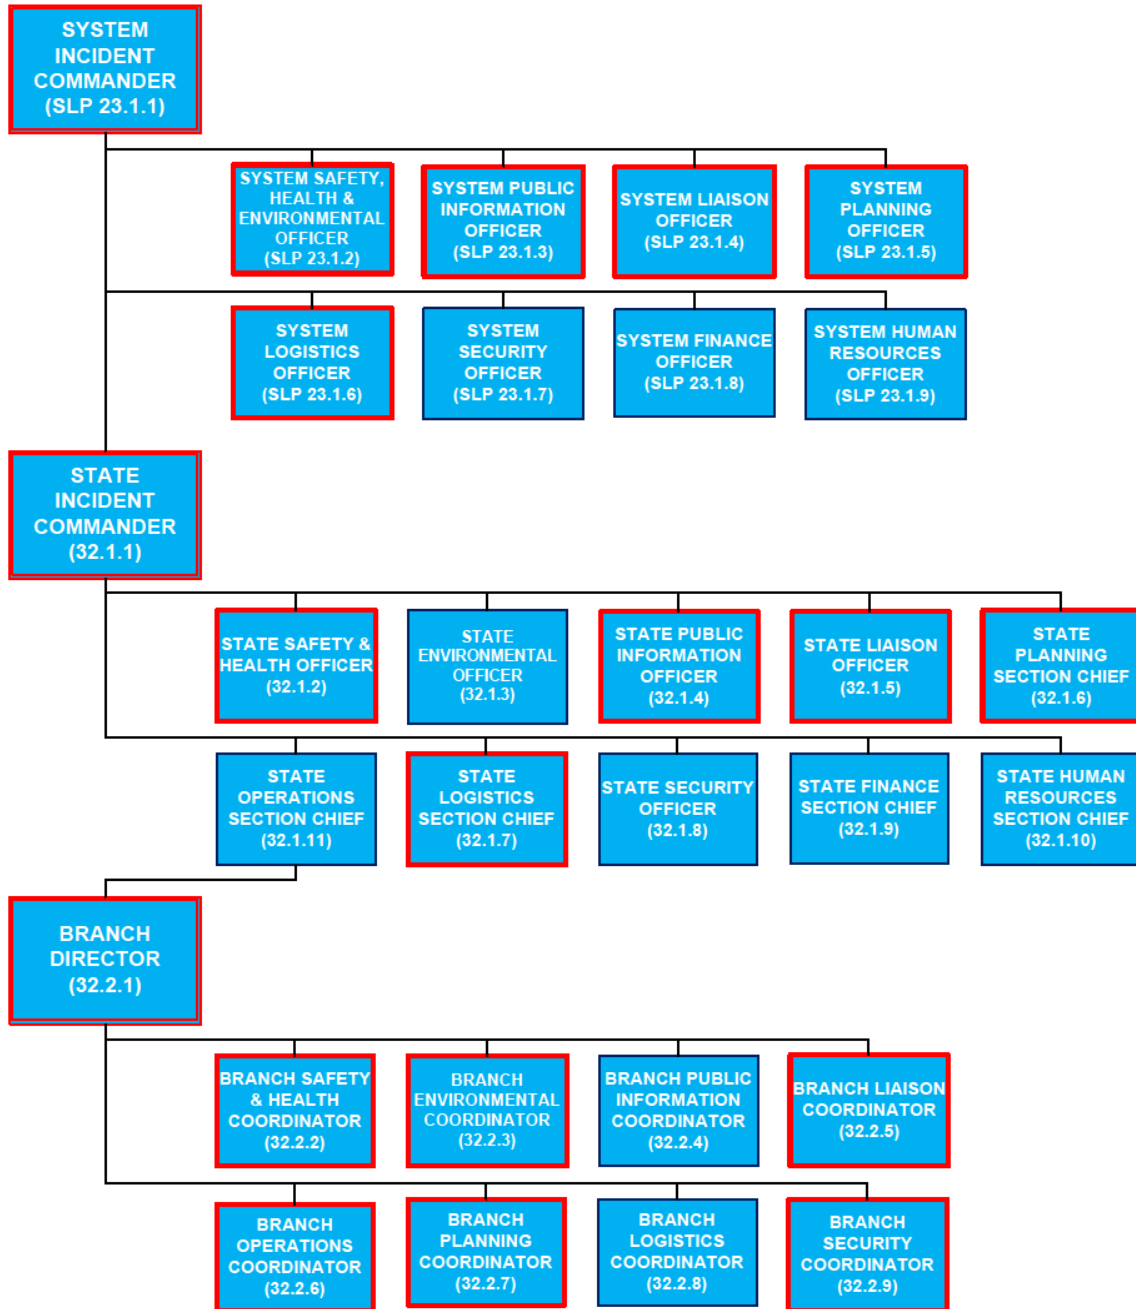 SYSTEM
INCIDENT
COMMANDER
(SLP 23.1.1)
SYSTEM SAFETY,
HEALTH &
ENVIRONMENTAL
OFFICER
(SLP 23.1.2)
SYSTEM PUBLIC
INFORMATION
OFFICER
(SLP 23.1.3)
SYSTEM LIAISON
OFFICER
(SLP 23.1.4)
SYSTEM
PLANNING
OFFICER
(SLP 23.1.5)
SYSTEM
LOGISTICS
OFFICER
(SLP 23.1.6)
SYSTEM
SECURITY
OFFICER
(SLP 23.1.7)
SYSTEM FINANCE
OFFICER
(SLP 23.1.8)
SYSTEM HUMAN
RESOURCES
OFFICER
(SLP 23.1.9)
STATE
INCIDENT
COMMANDER
(32.1.1)
STATE SAFETY &
HEALTH OFFICER
(32.1.2)
STATE
ENVIRONMENTAL
OFFICER
(32.1.3)
STATE PUBLIC
INFORMATION
OFFICER
(32.1.4)
STATE LIAISON
OFFICER
(32.1.5)
STATE
PLANNING
SECTION CHIEF
(32.1.6)
STATE
OPERATIONS
SECTION CHIEF
(32.1.11)
STATE
LOGISTICS
SECTION CHIEF
(32.1.7)
STATE SECURITY
OFFICER
(32.1.8)
STATE FINANCE
SECTION CHIEF
(32.1.9)
STATE HUMAN
RESOURCES
SECTION CHIEF
(32.1.10)
BRANCH
DIRECTOR
(32.2.1)
BRANCH SAFETY
& HEALTH
COORDINATOR
(32.2.2)
BRANCH
ENVIRONMENTAL
COORDINATOR
(32.2.3)
BRANCH PUBLIC
INFORMATION
COORDINATOR
(32.2.4)
BRANCH LIAISON
COORDINATOR
(32.2.5)
BRANCH
OPERATIONS
COORDINATOR
(32.2.6)
BRANCH
PLANNING
COORDINATOR
(32.2.7)
BRANCH
LOGISTICS
COORDINATOR
(32.2.8)
BRANCH
SECURITY
COORDINATOR
(32.2.9)